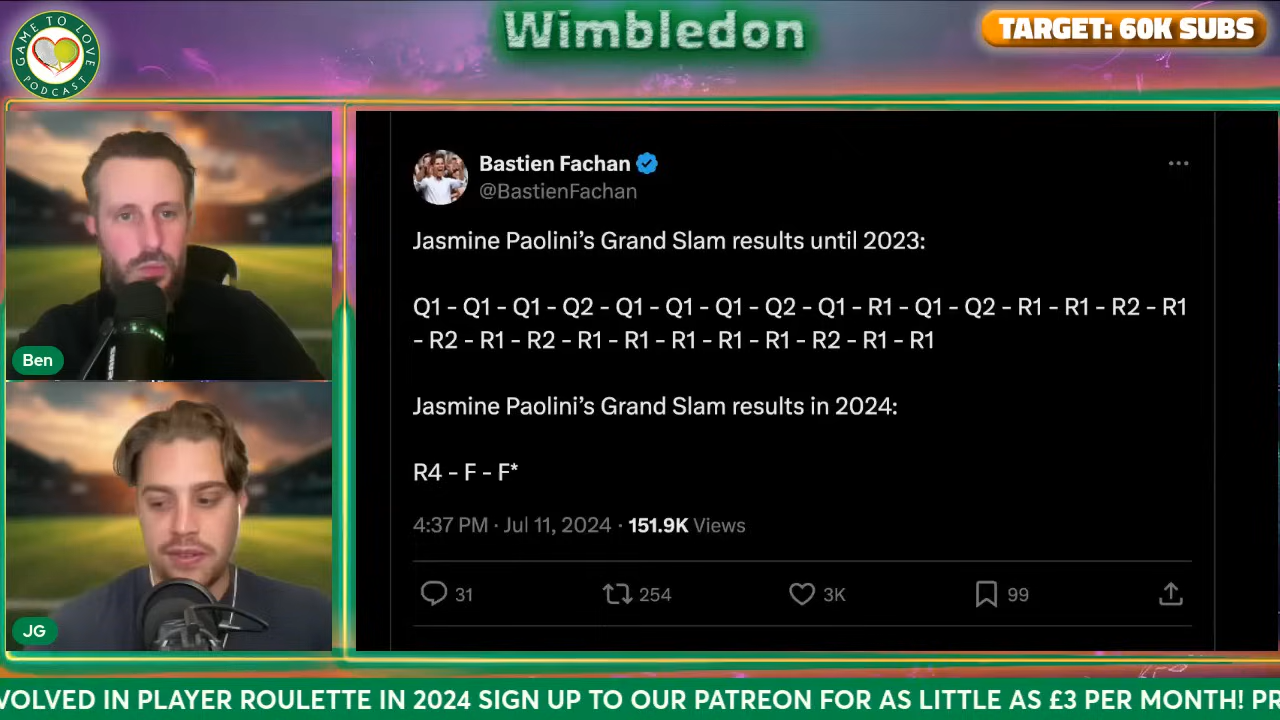 GAME TO LOVE
PODCAST
Wimbledon
TARGET: 60K SUBS
Ben
JG
Bastien Fachan
@BastienFachan
Jasmine Paolini's Grand Slam results until 2023:
Q1 - Q1 - Q1 - Q2 - Q1 - Q1 - Q1 - Q2 - Q1 - R1 - Q1 - Q2 - R1 - R1 - R2 - R1
- R2 - R1 - R2 - R1 - R1 - R1 - R1 - R1 - R2 - R1 - R1
Jasmine Paolini's Grand Slam results in 2024:
R4 - F - F*
4:37 PM · Jul 11, 2024 · 151.9K Views
31 254 3K 99
VOLVED IN PLAYER ROULETTE IN 2024 SIGN UP TO OUR PATREON FOR AS LITTLE AS £3 PER MONTH! PR